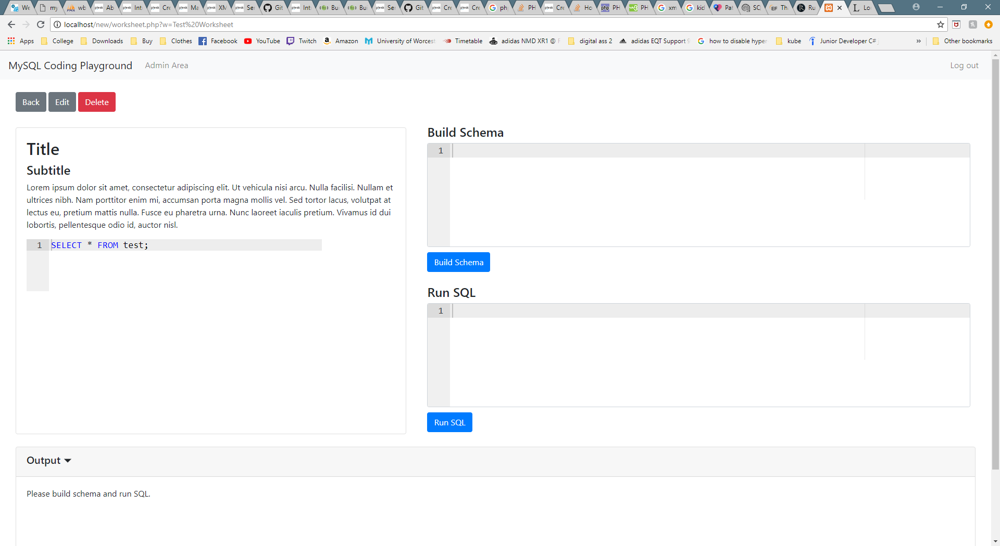 We my wb Ab Int Cre Ma XM Se Git Int Bu Bu Se Git Cre Cre ph PH Cre Ho PH PH xm kid Pat SC Th Ru Lo
localhost/new/worksheet.php?w=Test%20Worksheet
Apps College Downloads Buy Clothes Facebook YouTube Twitch Amazon University of Worcest Timetable adidas NMD XR1 @ F digital ass 2 adidas EQT Support 9 how to disable hyper kube Junior Developer C# » Other bookmarks
MySQL Coding Playground Admin Area Log out
Back Edit Delete
Title
Subtitle
Lorem ipsum dolor sit amet, consectetur adipiscing elit. Ut vehicula nisi arcu. Nulla facilisi. Nullam et
ultrices nibh. Nam porttitor enim mi, accumsan porta magna mollis vel. Sed tortor lacus, volutpat at
lectus eu, pretium mattis nulla. Fusce eu pharetra urna. Nunc laoreet iaculis pretium. Vivamus id dui
lobortis, pellentesque odio id, auctor nisl.
1 SELECT * FROM test;
Build Schema
1
Build Schema
Run SQL
1
Run SQL
Output
Please build schema and run SQL.